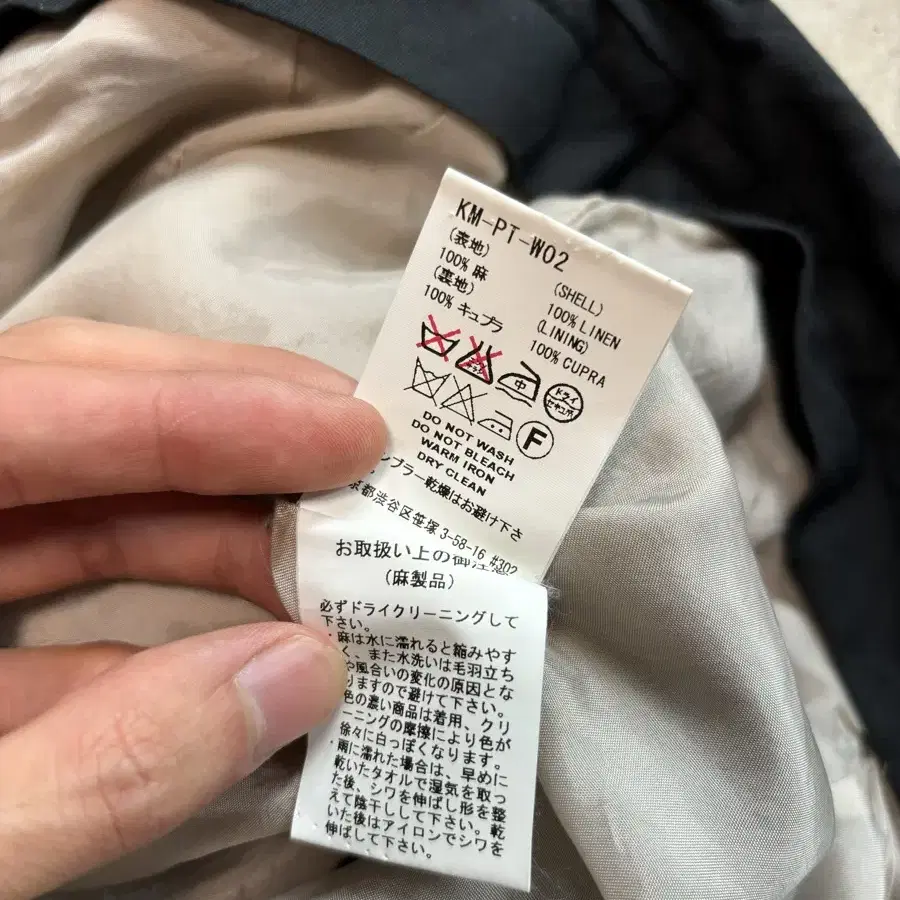 KM-PT-W02
(表地)
100% 麻
(裏地)
100% キュプラ
(SHELL)
100% LINEN
(LINING)
100% CUPRA
中
ドライ
セキユ系
F
DO NOT WASH
DO NOT BLEACH
WARM IRON
DRY CLEAN
ンブラー乾燥はお避け下さ
京都渋谷区笹塚 3-58-16 #302
お取扱い上の御注意
(麻製品)
必ずドライクリーニングして
下さい。
・麻は水に濡れると縮みやす
く、また水洗いは毛羽立ち
や風合いの変化の原因とな
りますので避けて下さい。
色の濃い商品は着用、クリ
ーニングの摩擦により色が
徐々に白っぽくなります。
・雨に濡れた場合は、早めに
乾いたタオルで湿気を取っ
た後、シワを伸ばし形を整
えて陰干しして下さい。乾
いた後はアイロンでシワを
伸ばして下さい。